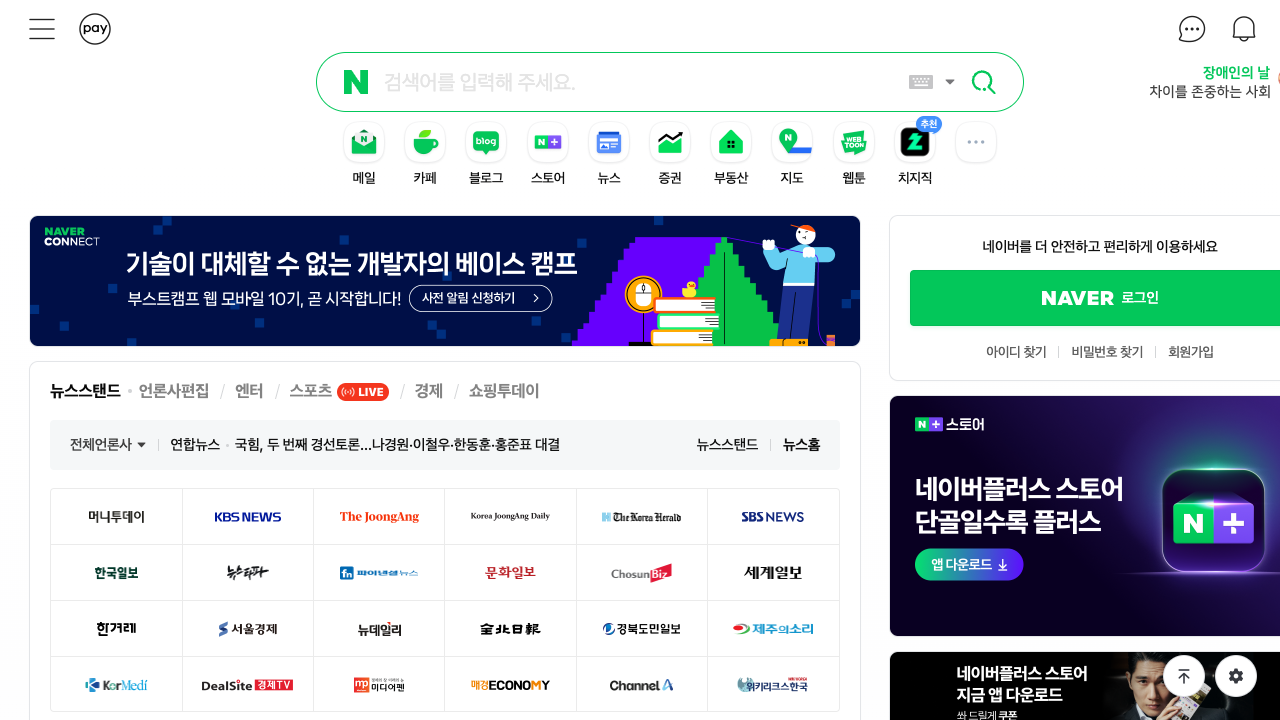 pay
장애인의 날
차이를 존중하는 사회
N 검색어를 입력해 주세요.
추천
메일
카페
블로그
스토어
뉴스
증권
부동산
지도
웹툰
치지직
NAVER
CONNECT
기술이 대체할 수 없는 개발자의 베이스 캠프
부스트캠프 웹 모바일 10기, 곧 시작합니다! 사전 알림 신청하기
네이버를 더 안전하고 편리하게 이용하세요
NAVER 로그인
아이디 찾기 비밀번호 찾기 회원가입
뉴스스탠드 언론사편집 엔터 스포츠 LIVE 경제 쇼핑투데이
전체언론사 연합뉴스 국힘, 두 번째 경선토론...나경원·이철우·한동훈·홍준표 대결 뉴스스탠드 뉴스홈
머니투데이 KBS NEWS The JoongAng Korea JoongAng Daily The Korea Herald SBS NEWS
한국일보 뉴스타파 fn 파이낸셜뉴스 문화일보 ChosunBiz 세계일보
한겨레 서울경제 뉴데일리 全北日報 경북도민일보 제주의소리
KorMedi DealSite경제TV mp 미디어펜 매경ECONOMY Channel A 위키리크스한국
N+ 스토어
네이버플러스 스토어
단골일수록 플러스
앱 다운로드
N+
네이버플러스 스토어
지금 앱 다운로드
쏴 드릴게 쿠폰